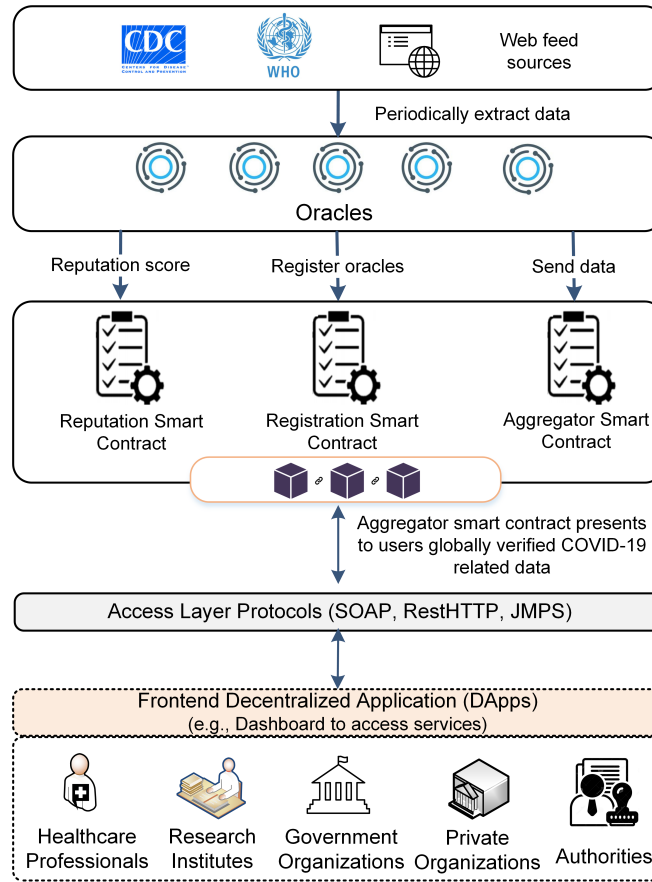 CDC
CENTERS FOR DISEASE
CONTROL AND PREVENTION
WHO
Web feed
sources
Periodically extract data
Oracles
Reputation score
Register oracles
Send data
Reputation Smart
Contract
Registration Smart
Contract
Aggregator Smart
Contract
Aggregator smart contract presents
to users globally verified COVID-19
related data
Access Layer Protocols (SOAP, RestHTTP, JMPS)
Frontend Decentralized Application (DApps)
(e.g., Dashboard to access services)
Healthcare
Professionals
Research
Institutes
Government
Organizations
Private
Organizations
Authorities